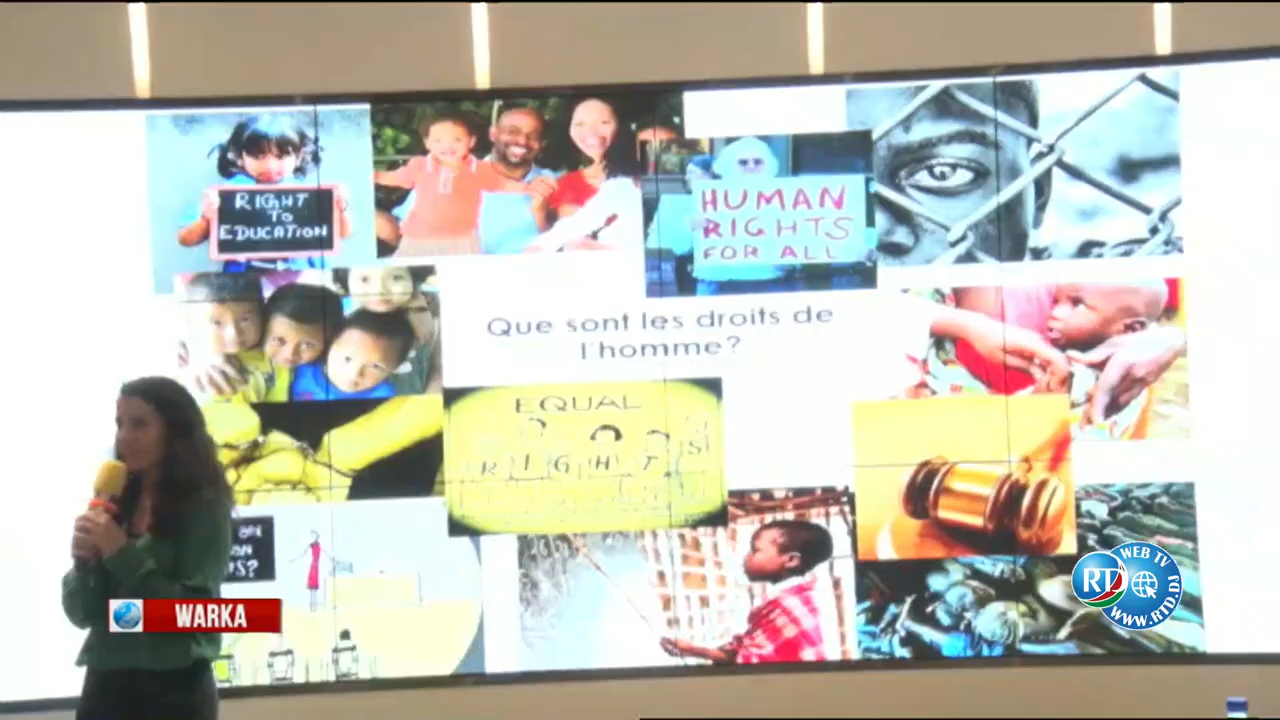 RIGHT
TO
EDUCATION
HUMAN
RIGHTS
FOR ALL
Que sont les droits de
l'homme?
EQUAL
RIGHTS
WARKA
RTD
WEB TV
WWW.RTD.DJ